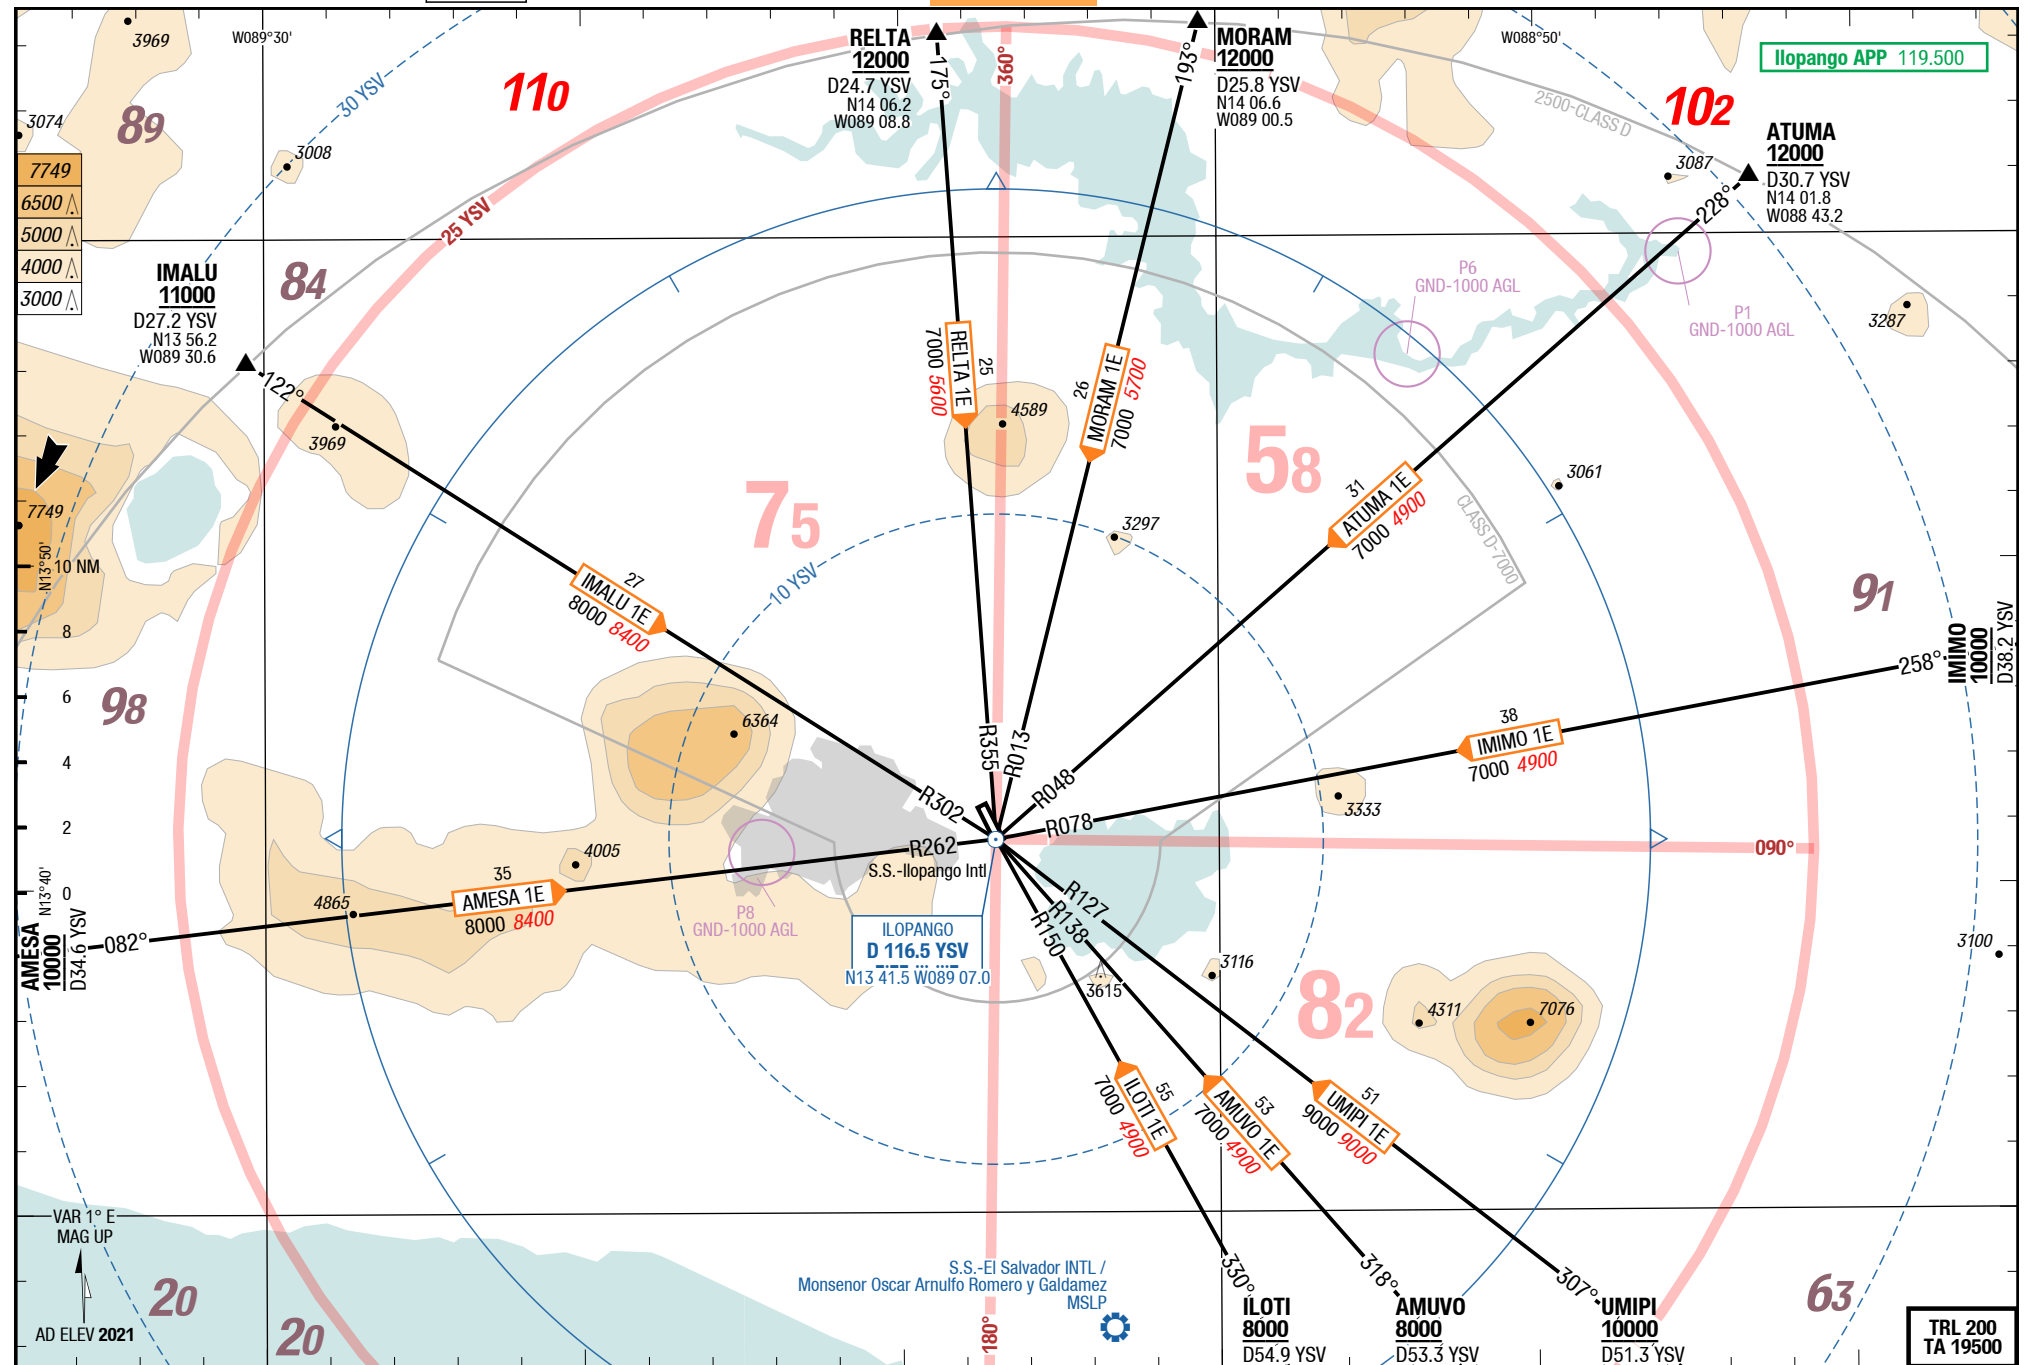 3969
W089°30'
30 YSV
110
RELTA
12000
D24.7 YSV
N14 06.2
W089 08.8
175°
360°
193°
MORAM
12000
D25.8 YSV
N14 06.6
W089 00.5
W088°50'
Ilopango APP 119.500
2500-CLASS D
102
ATUMA
12000
D30.7 YSV
N14 01.8
W088 43.2
3087
228°
3074
89
3008
7749
6500
5000
4000
3000
25 YSV
84
IMALU
11000
D27.2 YSV
N13 56.2
W089 30.6
122°
3969
P6
GND-1000 AGL
P1
GND-1000 AGL
3287
RELTA 1E
25
7000 5600
4589
MORAM 1E
26
7000 5700
58
75
3061
31
ATUMA 1E
7000 4900
CLASS D-7000
7749
N13°50'
10 NM
8
6
4
2
0
3297
10 YSV
27
IMALU 1E
8000 8400
91
98
258°
IMIMO
10000
D38.2 YSV
6364
R355
R013
R048
R302
R078
R262
38
IMIMO 1E
7000 4900
3333
090°
4005
S.S.-Ilopango Intl
35
AMESA 1E
8000 8400
4865
N13°40'
AMESA
10000
D34.6 YSV
082°
P8
GND-1000 AGL
ILOPANGO
D 116.5 YSV
N13 41.5 W089 07.0
R127
R138
R150
3615
3116
82
4311
7076
3100
55
ILOTI 1E
7000 4900
53
AMUVO 1E
7000 4900
51
UMIPI 1E
9000 9000
VAR 1° E
MAG UP
AD ELEV 2021
20
20
S.S.-El Salvador INTL /
Monsenor Oscar Arnulfo Romero y Galdamez
MSLP
180°
330°
ILOTI
8000
D54.9 YSV
318°
AMUVO
8000
D53.3 YSV
307°
UMIPI
10000
D51.3 YSV
63
TRL 200
TA 19500